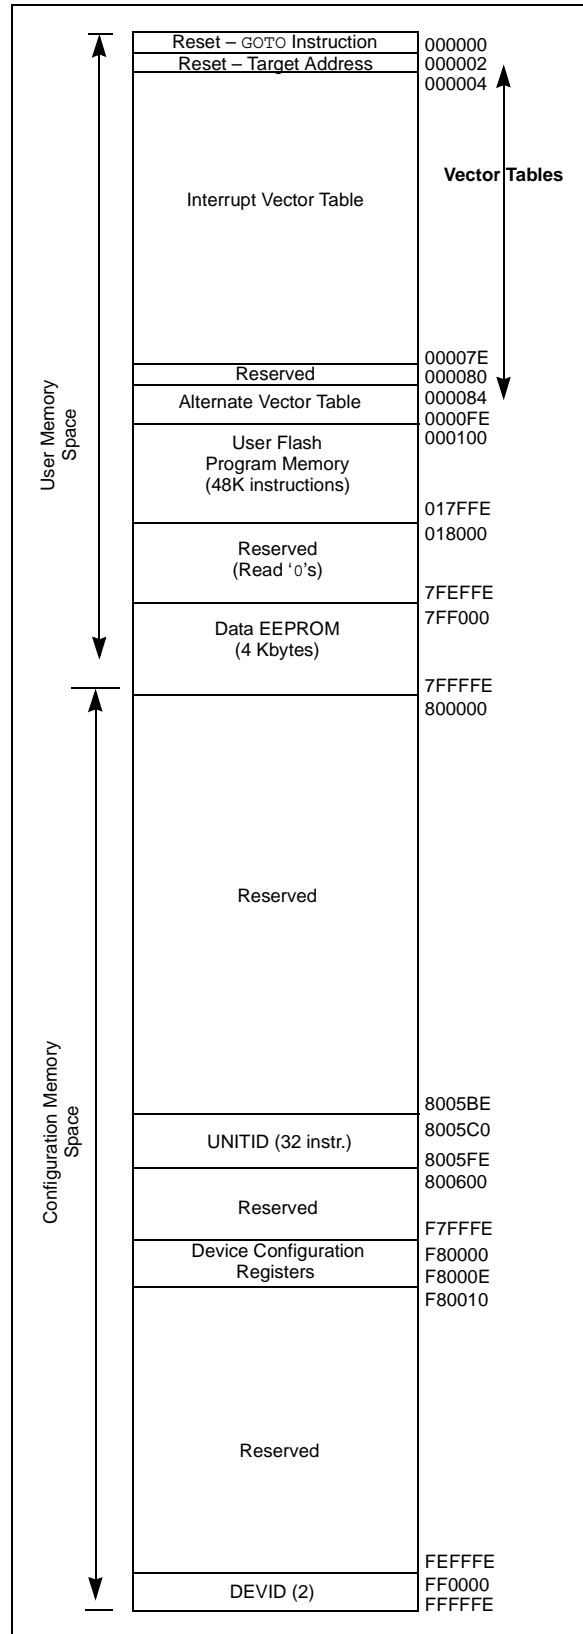 Reset – GOTO Instruction
000000
Reset – Target Address
000002
000004
Vector Tables
Interrupt Vector Table
00007E
Reserved
000080
Alternate Vector Table
000084
0000FE
User Memory
Space
User Flash
Program Memory
(48K instructions)
000100
017FFE
018000
Reserved
(Read ‘0’s)
7FEFFE
7FF000
Data EEPROM
(4 Kbytes)
7FFFFE
800000
Reserved
Configuration Memory
Space
8005BE
UNITID (32 instr.)
8005C0
8005FE
800600
Reserved
F7FFFE
Device Configuration
Registers
F80000
F8000E
F80010
Reserved
FEFFFE
DEVID (2)
FF0000
FFFFFE